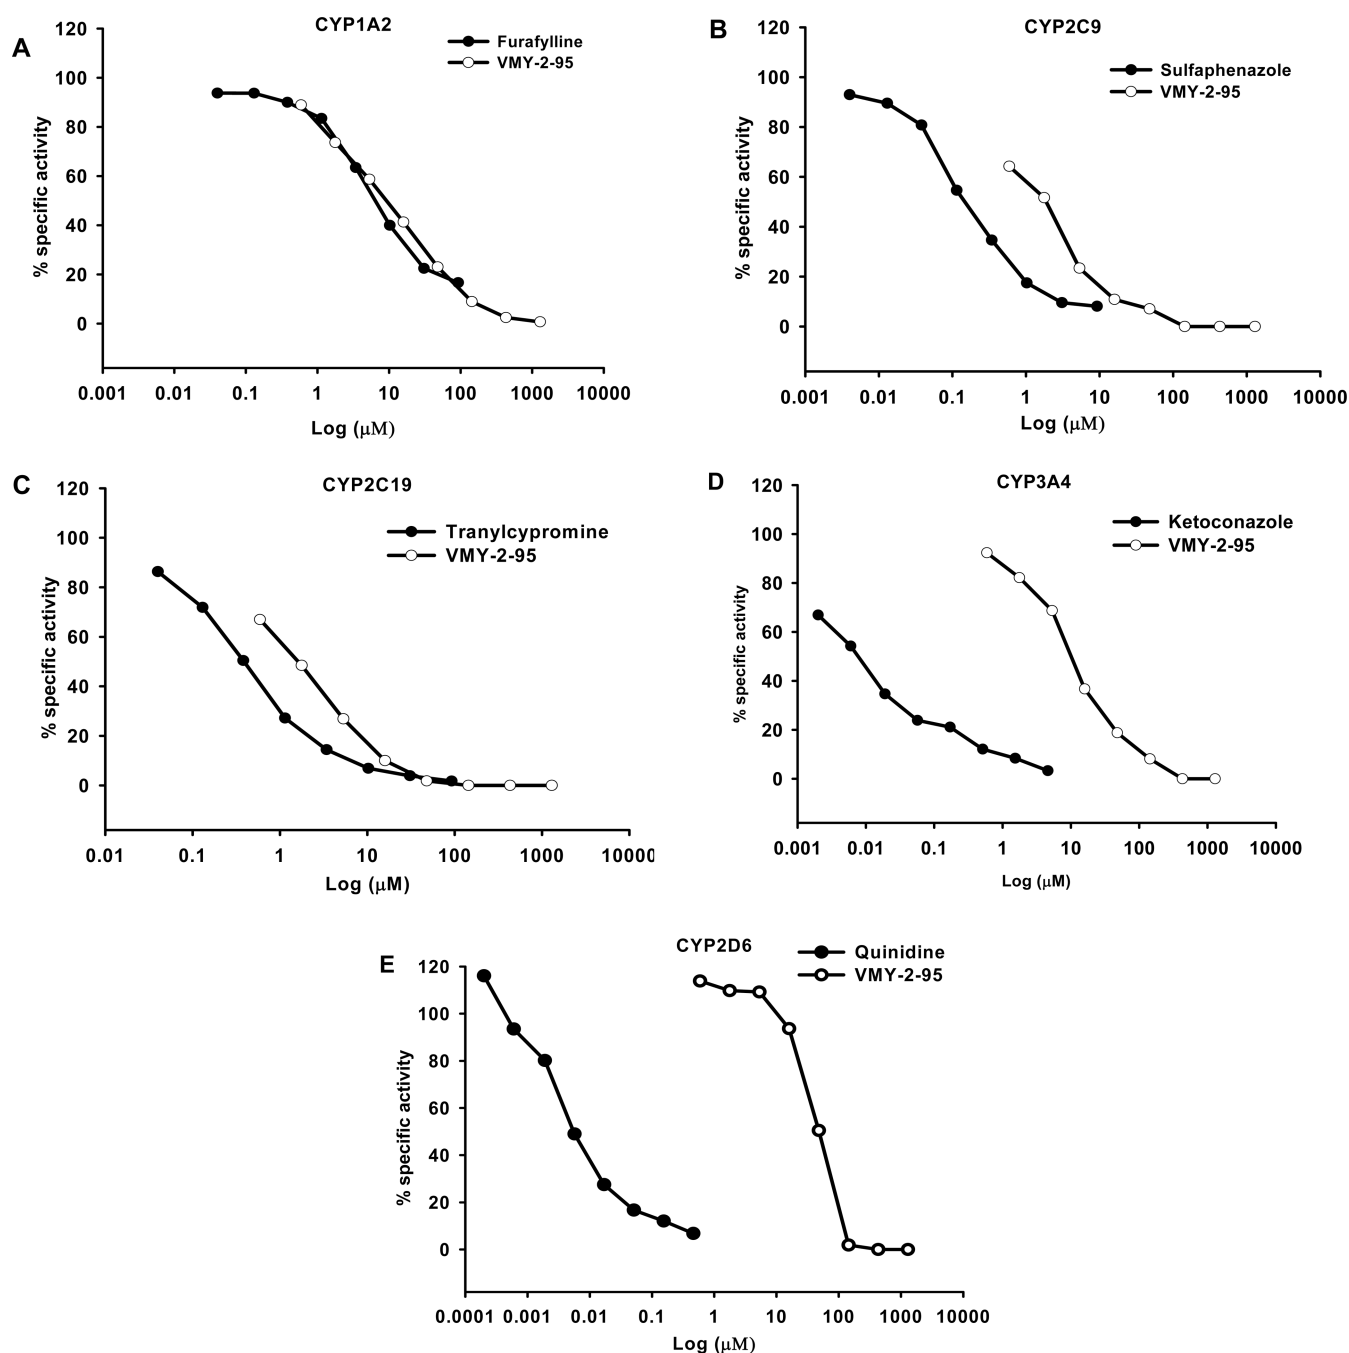 A
CYP1A2
Furafylline
VMY-2-95
120
100
80
60
40
20
0
% specific activity
0.001 0.01 0.1 1 10 100 1000 10000
Log (μM)
B
CYP2C9
Sulfaphenazole
VMY-2-95
120
100
80
60
40
20
0
% specific activity
0.001 0.01 0.1 1 10 100 1000 10000
Log (μM)
C
CYP2C19
Tranylcypromine
VMY-2-95
120
100
80
60
40
20
0
% specific activity
0.01 0.1 1 10 100 1000 10000
Log (μM)
D
CYP3A4
Ketoconazole
VMY-2-95
120
100
80
60
40
20
0
% specific activity
0.001 0.01 0.1 1 10 100 1000 10000
Log (μM)
E
CYP2D6
Quinidine
VMY-2-95
120
100
80
60
40
20
0
% specific activity
0.0001 0.001 0.01 0.1 1 10 100 1000 10000
Log (μM)